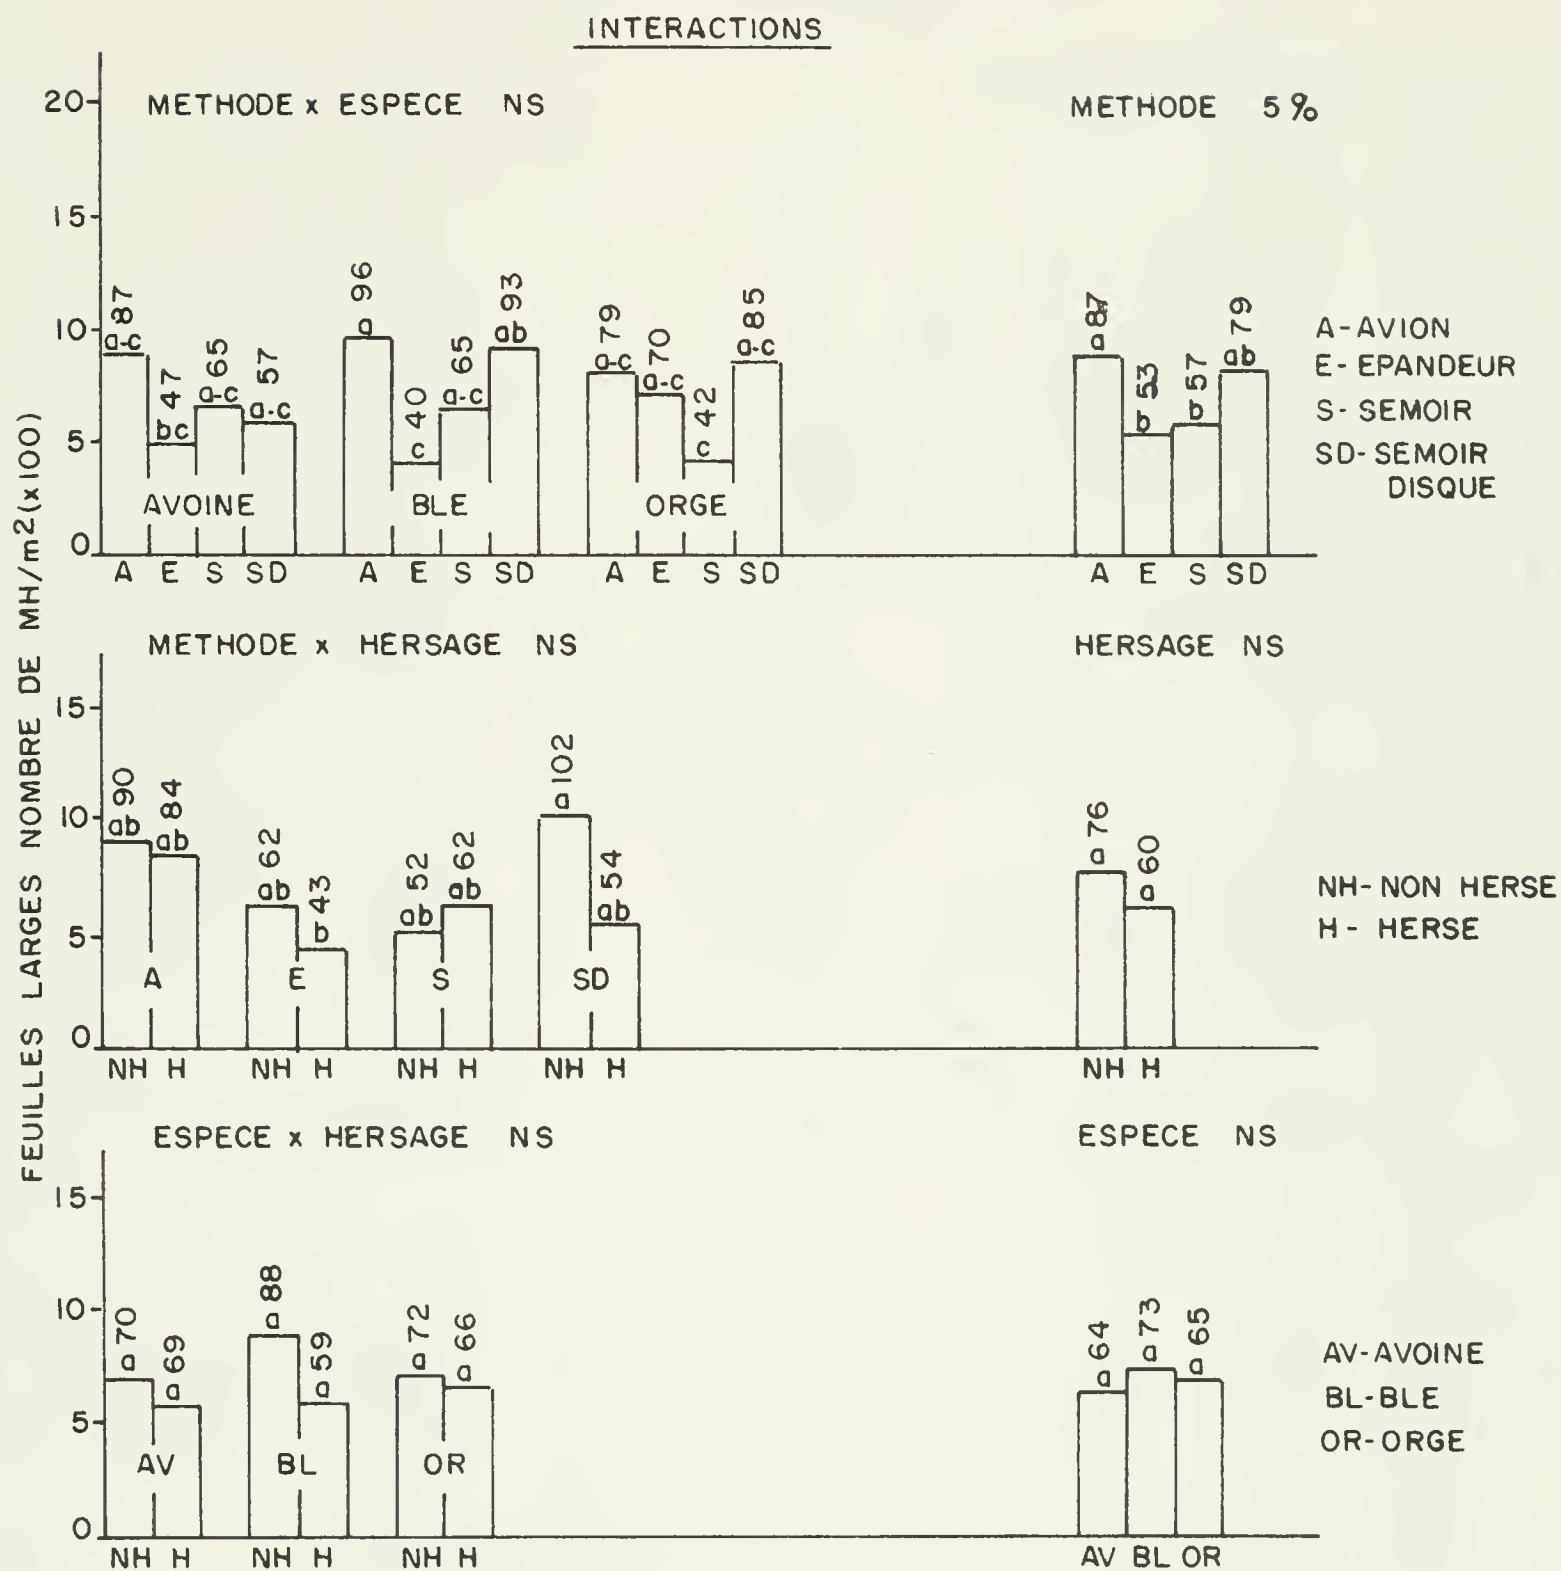 INTERACTIONS
FEUILLES LARGES NOMBRE DE MH/m²(x100)
METHODE x ESPECE NS
METHODE 5%
20
15
10
5
0
a-c 87
bc 47
a-c 65
a-c 57
a 96
c 40
a-c 65
ab 93
a-c 79
a-c 70
c 42
a-c 85
a 87
b 53
b 57
ab 79
AVOINE BLE ORGE
A E S SD A E S SD A E S SD A E S SD
A-AVION
E-EPANDEUR
S-SEMOIR
SD-SEMOIR
DISQUE
METHODE x HERSAGE NS
HERSAGE NS
15
10
5
0
ab 90
ab 84
ab 62
b 43
ab 52
ab 62
a 102
ab 54
a 76
a 60
A E S SD
NH H NH H NH H NH H NH H
NH-NON HERSE
H-HERSE
ESPECE x HERSAGE NS
ESPECE NS
15
10
5
0
a 70
a 69
a 88
a 59
a 72
a 66
a 64
a 73
a 65
AV BL OR
NH H NH H NH H AV BL OR
AV-AVOINE
BL-BLE
OR-ORGE